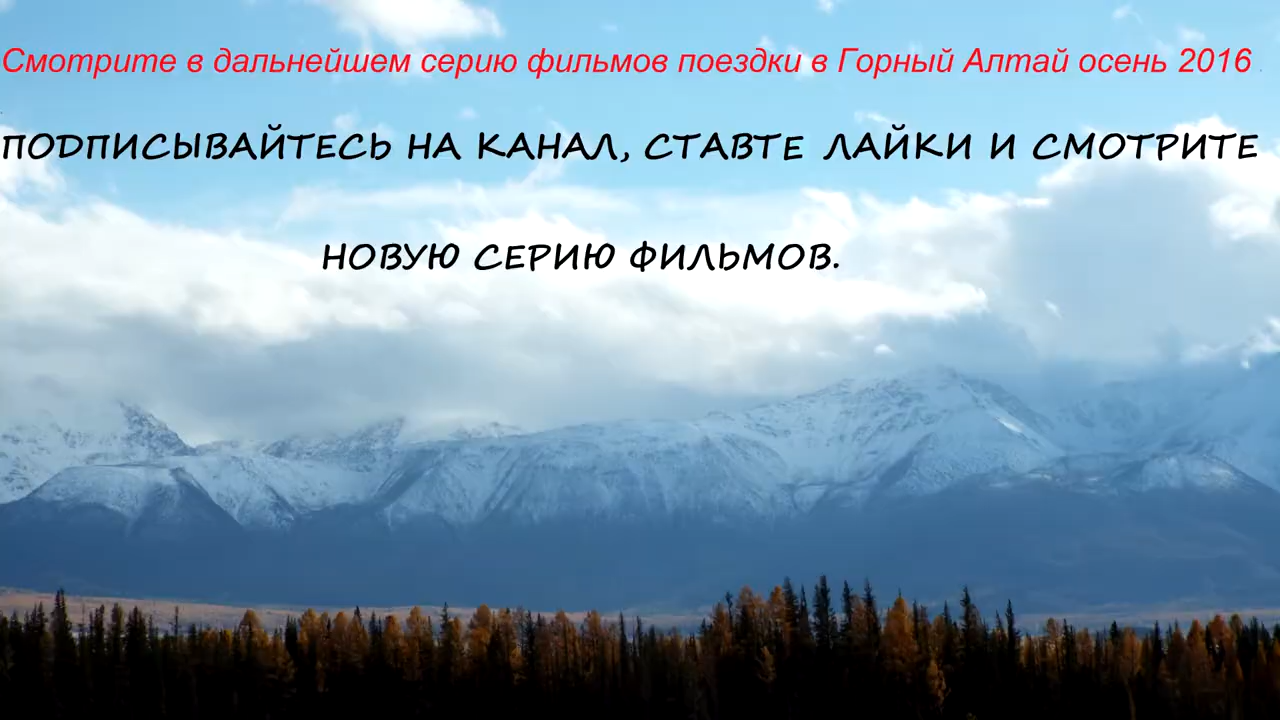 Смотрите в дальнейшем серию фильмов поездки в Горный Алтай осень 2016
ПОДПИСЫВАЙТЕСЬ НА КАНАЛ, СТАВТЕ ЛАЙКИ И СМОТРИТЕ
НОВУЮ СЕРИЮ ФИЛЬМОВ.